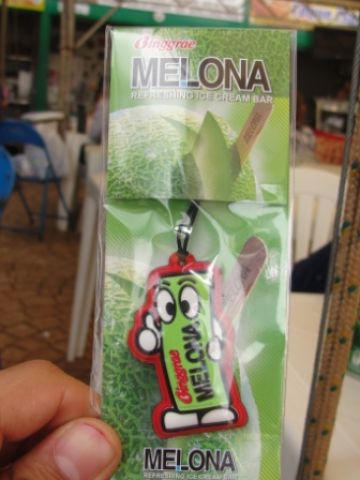 Binggrae
MELONA
REFRESHING ICE CREAM BAR
Binggrae
MELONA
MELONA
REFRESHING ICE CREAM BAR